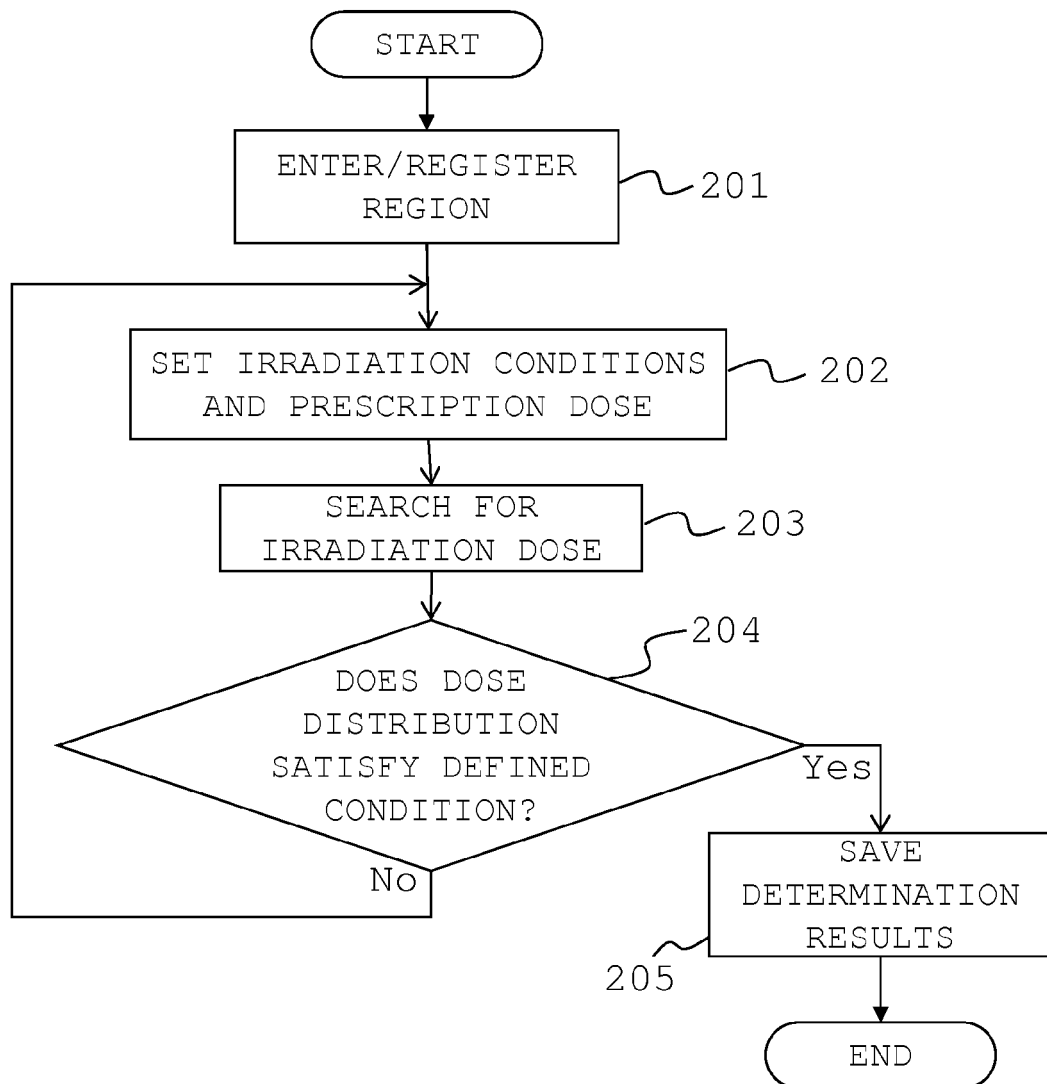 START
ENTER/REGISTER
REGION
201
SET IRRADIATION CONDITIONS
AND PRESCRIPTION DOSE
202
SEARCH FOR
IRRADIATION DOSE
203
204
DOES DOSE
DISTRIBUTION
SATISFY DEFINED
CONDITION?
Yes
No
SAVE
DETERMINATION
RESULTS
205
END